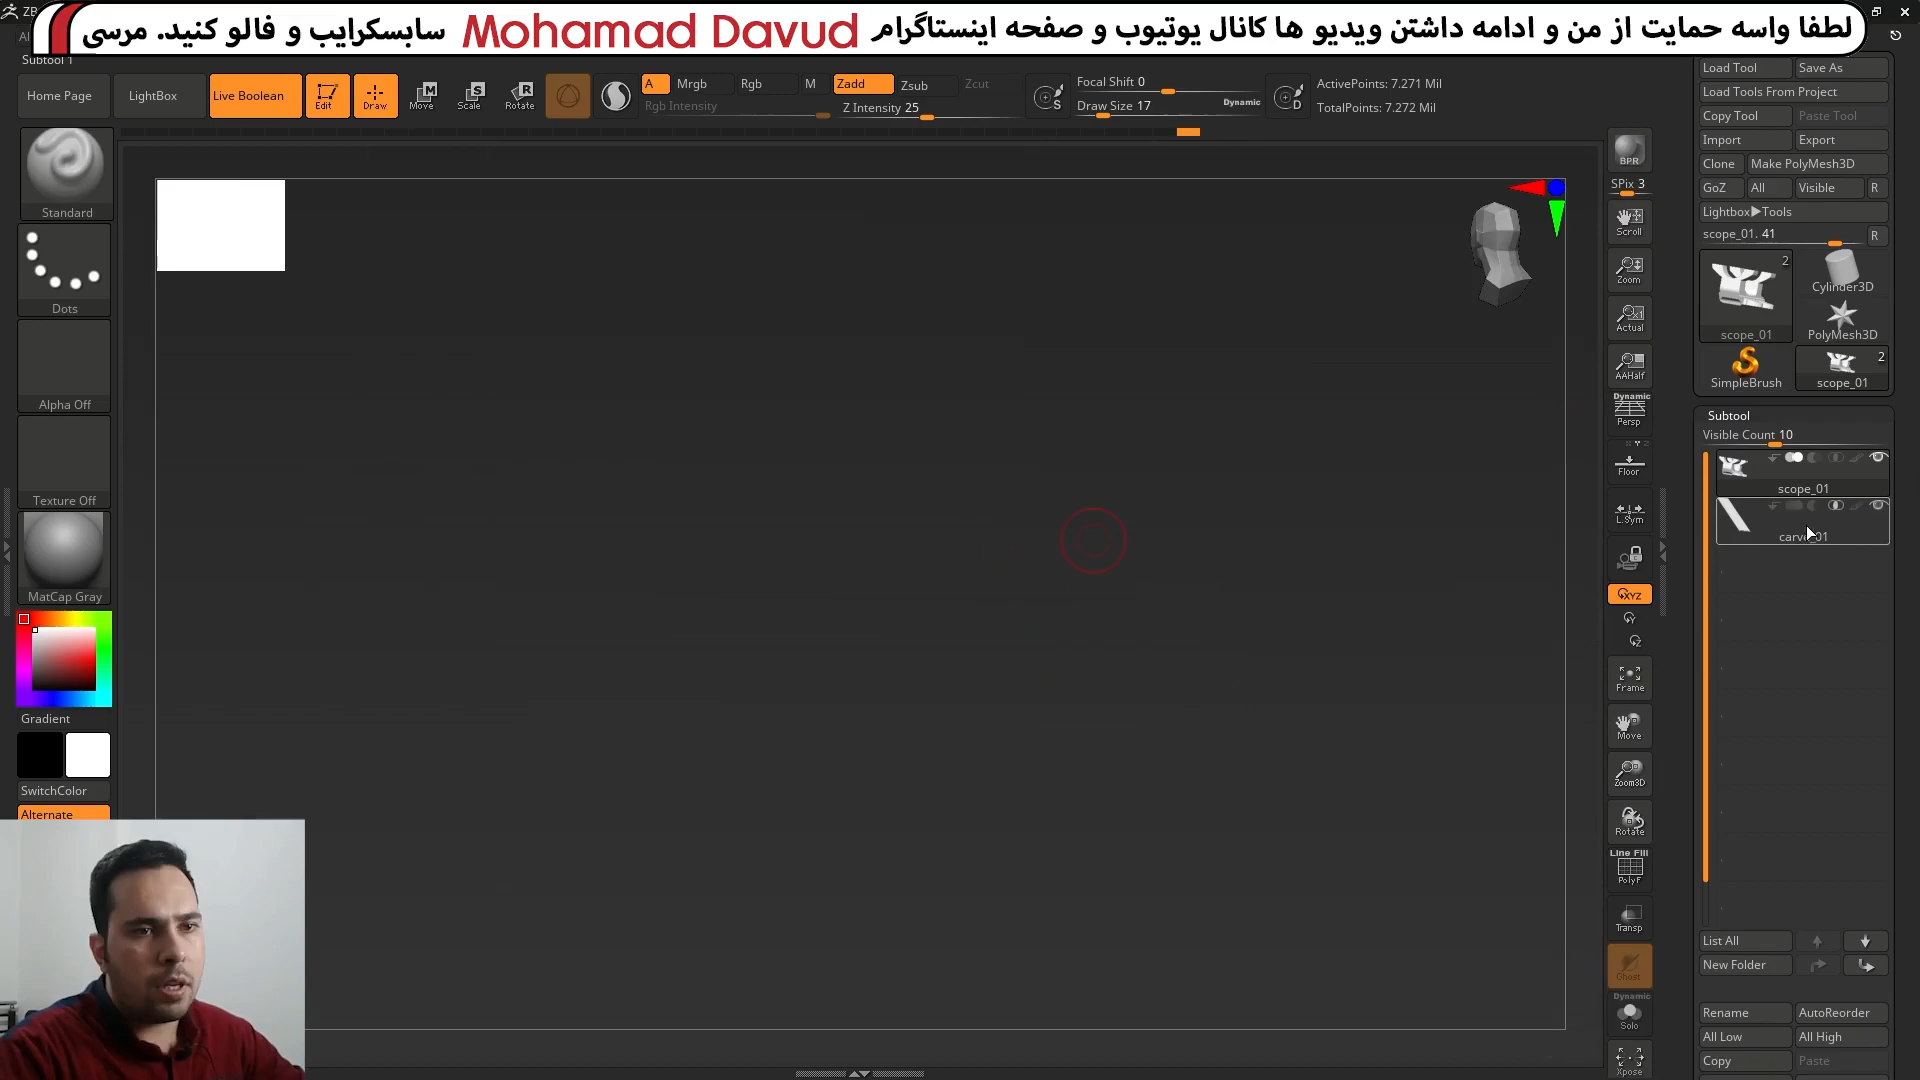 ZB
لطفا واسه حمایت از من و ادامه داشتن ویدیو ها کانال یوتیوب و صفحه اینستاگرام Mohamad Davud سابسکرایب و فالو کنید. مرسی
Al
Subtool 1
Home Page
LightBox
Live Boolean
Edit
Draw
Move
Scale
Rotate
A
Mrgb
Rgb
M
Rgb Intensity
Zadd
Zsub
Zcut
Z Intensity 25
Focal Shift 0
Draw Size 17
Dynamic
ActivePoints: 7.271 Mil
TotalPoints: 7.272 Mil
Standard
Dots
Alpha Off
Texture Off
MatCap Gray
Gradient
SwitchColor
Alternate
BPR
SPix 3
Scroll
Zoom
Actual
AAHalf
Dynamic
Persp
Floor
L.Sym
XYZ
Frame
Move
Zoom3D
Rotate
Line Fill
PolyF
Transp
Ghost
Dynamic
Solo
Xpose
Load Tool
Save As
Load Tools From Project
Copy Tool
Paste Tool
Import
Export
Clone
Make PolyMesh3D
GoZ
All
Visible
R
Lightbox▶Tools
scope_01. 41
R
2
scope_01
Cylinder3D
PolyMesh3D
SimpleBrush
2
scope_01
Subtool
Visible Count 10
scope_01
carve_01
List All
New Folder
Rename
AutoReorder
All Low
All High
Copy
Paste